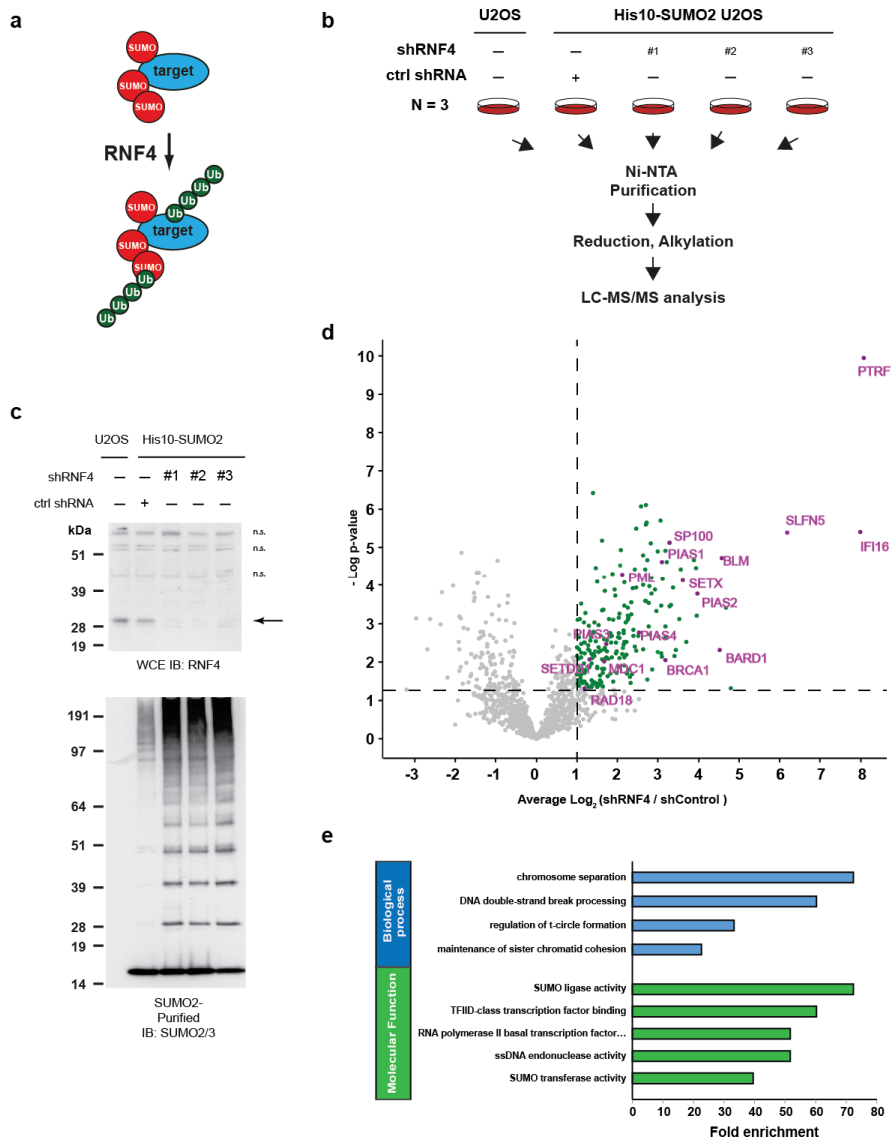 a
SUMO
target
SUMO
SUMO
RNF4
Ub
Ub
Ub
Ub
SUMO
target
SUMO
SUMO
Ub
Ub
Ub
Ub
b
U2OS His10-SUMO2 U2OS
shRNF4 – – #1 #2 #3
ctrl shRNA – + – – –
N = 3
Ni-NTA
Purification
Reduction, Alkylation
LC-MS/MS analysis
c
U2OS His10-SUMO2
shRNF4 – – #1 #2 #3
ctrl shRNA – + – – –
kDa
n.s.
n.s.
51
n.s.
39
28
19
WCE IB: RNF4
191
97
64
51
39
28
19
14
SUMO2-
Purified
IB: SUMO2/3
d
- Log p-value
10
9
8
7
6
5
4
3
2
1
0
PTRF
SLFN5
IFI16
SP100
PIAS1
BLM
PML
SETX
PIAS2
PIAS3
PIAS4
BARD1
MDC1
BRCA1
RAD18
-3 -2 -1 0 1 2 3 4 5 6 7 8
Average Log2 (shRNF4 / shControl )
e
Biological
process
chromosome separation
DNA double-strand break processing
regulation of t-circle formation
maintenance of sister chromatid cohesion
Molecular Function
SUMO ligase activity
TFIID-class transcription factor binding
RNA polymerase II basal transcription factor...
ssDNA endonuclease activity
SUMO transferase activity
0 10 20 30 40 50 60 70 80
Fold enrichment